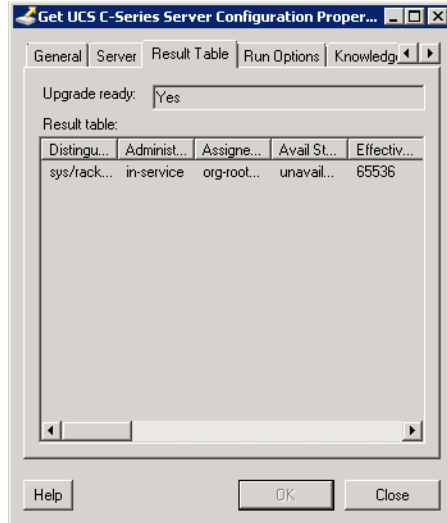 Get UCS C-Series Server Configuration Proper...
General Server Result Table Run Options Knowledg
Upgrade ready: Yes
Result table:
Distingu... Administ... Assigne... Avail St... Effectiv...
sys/rack... in-service org-root... unavail... 65536
Help OK Close